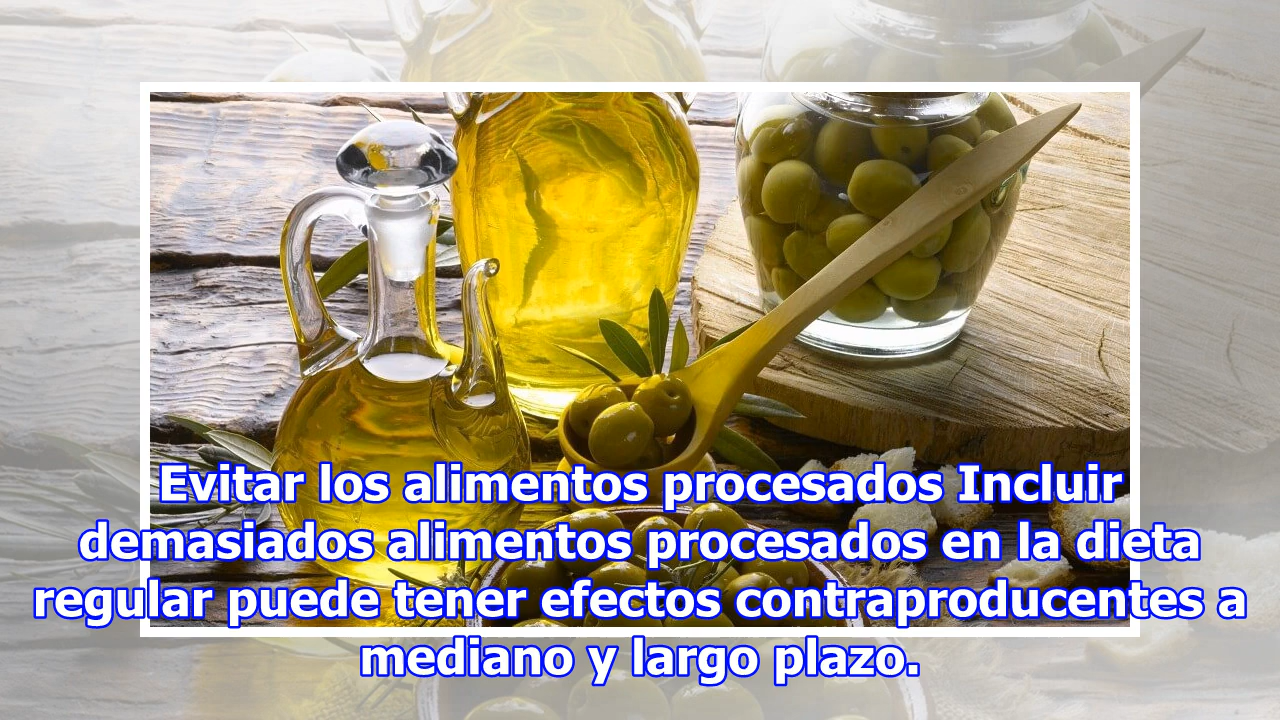 Evitar los alimentos procesados Incluir
demasiados alimentos procesados en la dieta
regular puede tener efectos contraproducentes a
mediano y largo plazo.